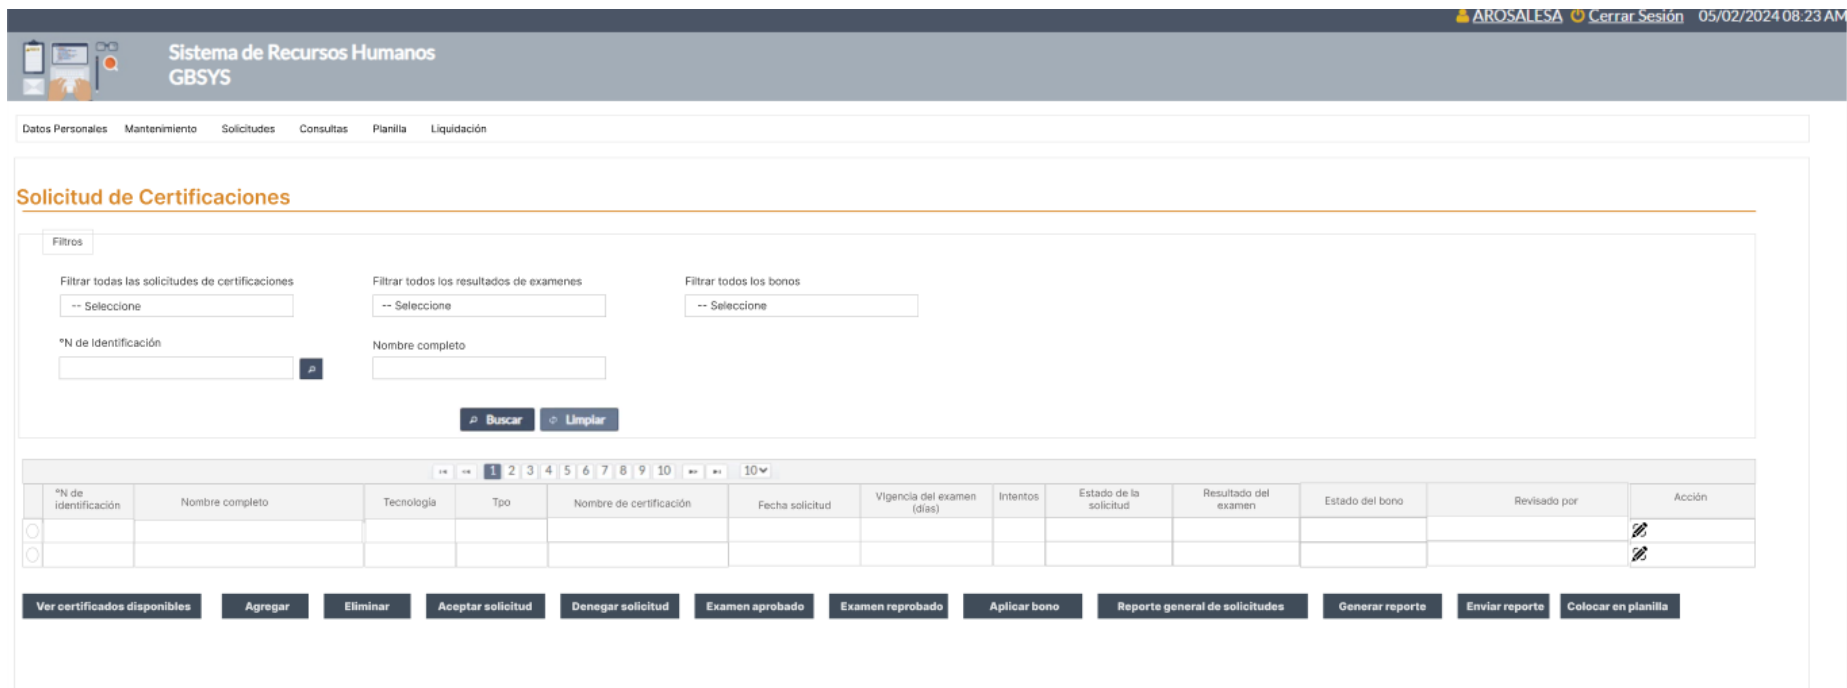 AROSALESA Cerrar Sesión 05/02/2024 08:23 AM
Sistema de Recursos Humanos
GBSYS
Datos Personales Mantenimiento Solicitudes Consultas Planilla Liquidación
Solicitud de Certificaciones
Filtros
Filtrar todas las solicitudes de certificaciones Filtrar todos los resultados de examenes Filtrar todos los bonos
-- Seleccione -- Seleccione -- Seleccione
°N de Identificación Nombre completo
Buscar Limpiar
1 2 3 4 5 6 7 8 9 10 10
°N de identificación Nombre completo Tecnología Tpo Nombre de certificación Fecha solicitud VIgencia del examen (días) Intentos Estado de la solicitud Resultado del examen Estado del bono Revisado por Acción
Ver certificados disponibles Agregar Eliminar Aceptar solicitud Denegar solicitud Examen aprobado Examen reprobado Aplicar bono Reporte general de solicitudes Generar reporte Enviar reporte Colocar en planilla